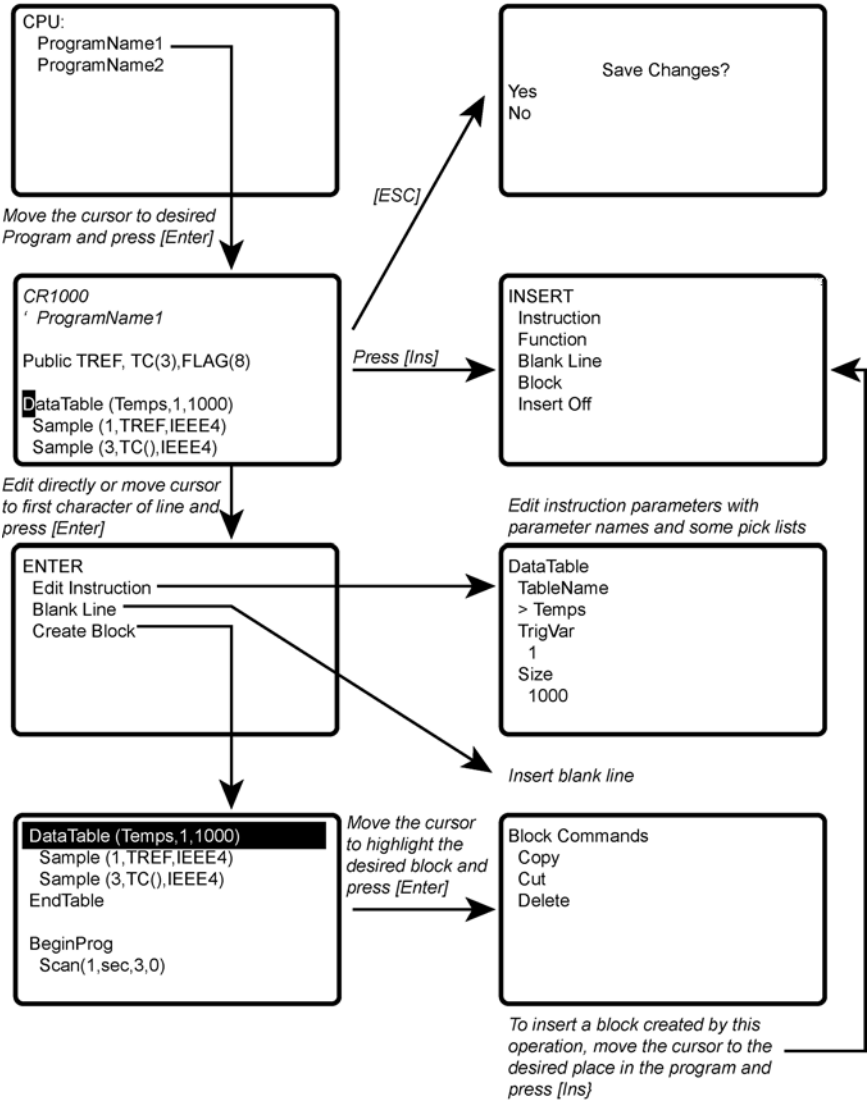 CPU:
ProgramName1
ProgramName2
Save Changes?
Yes
No
Move the cursor to desired
Program and press [Enter]
[ESC]
CR1000
' ProgramName1
Public TREF, TC(3),FLAG(8)
DataTable (Temps,1,1000)
Sample (1,TREF,IEEE4)
Sample (3,TC(),IEEE4)
Press [Ins]
INSERT
Instruction
Function
Blank Line
Block
Insert Off
Edit directly or move cursor
to first character of line and
press [Enter]
Edit instruction parameters with
parameter names and some pick lists
ENTER
Edit Instruction
Blank Line
Create Block
DataTable
TableName
> Temps
TrigVar
1
Size
1000
Insert blank line
DataTable (Temps,1,1000)
Sample (1,TREF,IEEE4)
Sample (3,TC(),IEEE4)
EndTable
BeginProg
Scan(1,sec,3,0)
Move the cursor
to highlight the
desired block and
press [Enter]
Block Commands
Copy
Cut
Delete
To insert a block created by this
operation, move the cursor to the
desired place in the program and
press [Ins}